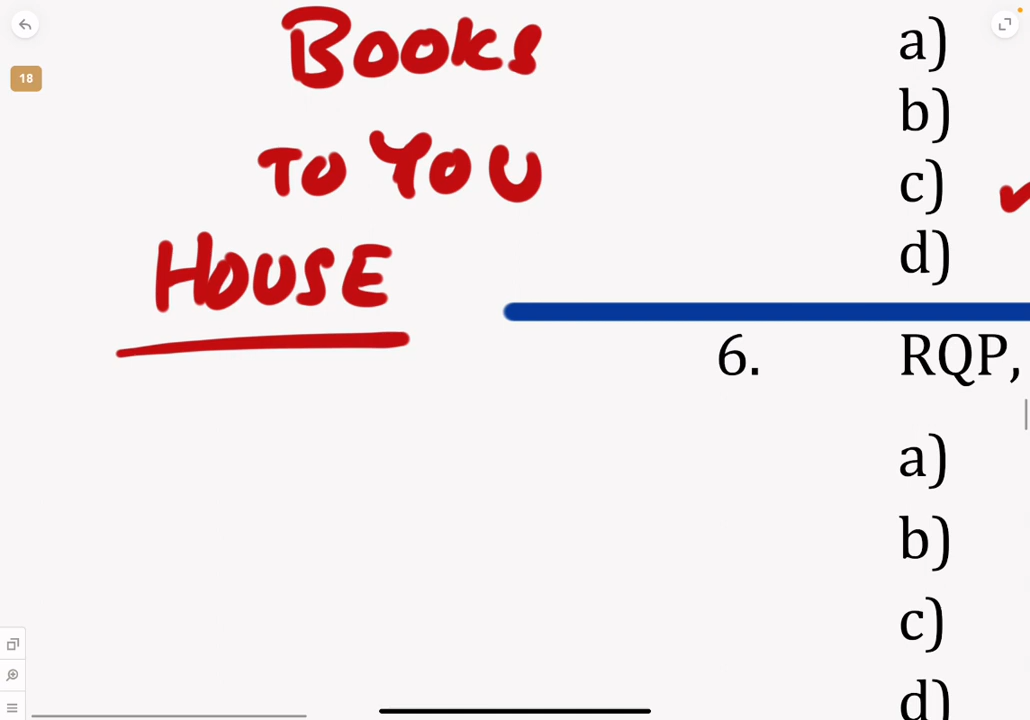 BOOKS
TO YOU
HOUSE
18
a)
b)
c)
d)
6. RQP,
a)
b)
c)
d)